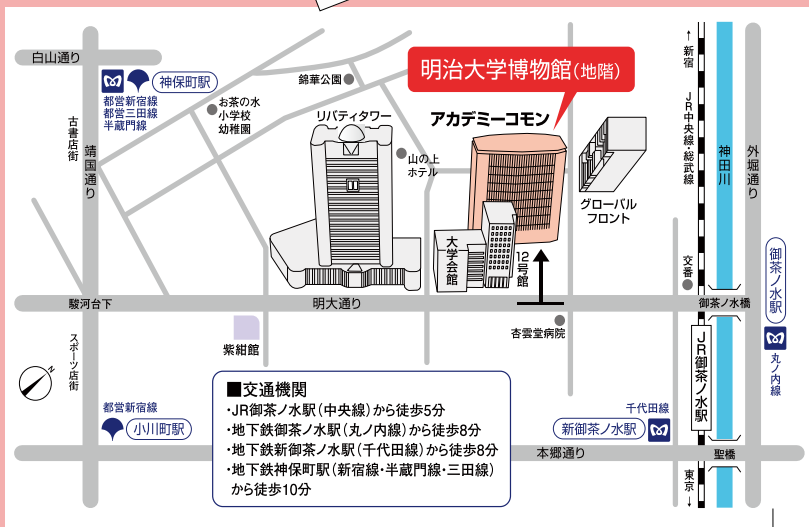 白山通り
神保町駅
都営新宿線
都営三田線
半蔵門線
古書店街
靖国通り
お茶の水
小学校
幼稚園
錦華公園
明治大学博物館(地階)
リバティタワー
アカデミーコモン
山の上
ホテル
グローバル
フロント
大学会館
12号館
←新宿
JR中央線・総武線
神田川
外堀通り
交番
御茶ノ水駅
丸ノ内線
駿河台下
明大通り
御茶ノ水橋
紫紺館
杏雲堂病院
JR御茶ノ水駅
スポーツ店街
N
都営新宿線
小川町駅
■交通機関
・JR御茶ノ水駅(中央線)から徒歩5分
・地下鉄御茶ノ水駅(丸ノ内線)から徒歩8分
・地下鉄新御茶ノ水駅(千代田線)から徒歩8分
・地下鉄神保町駅(新宿線・半蔵門線・三田線)
から徒歩10分
千代田線
新御茶ノ水駅
本郷通り
聖橋
東京→